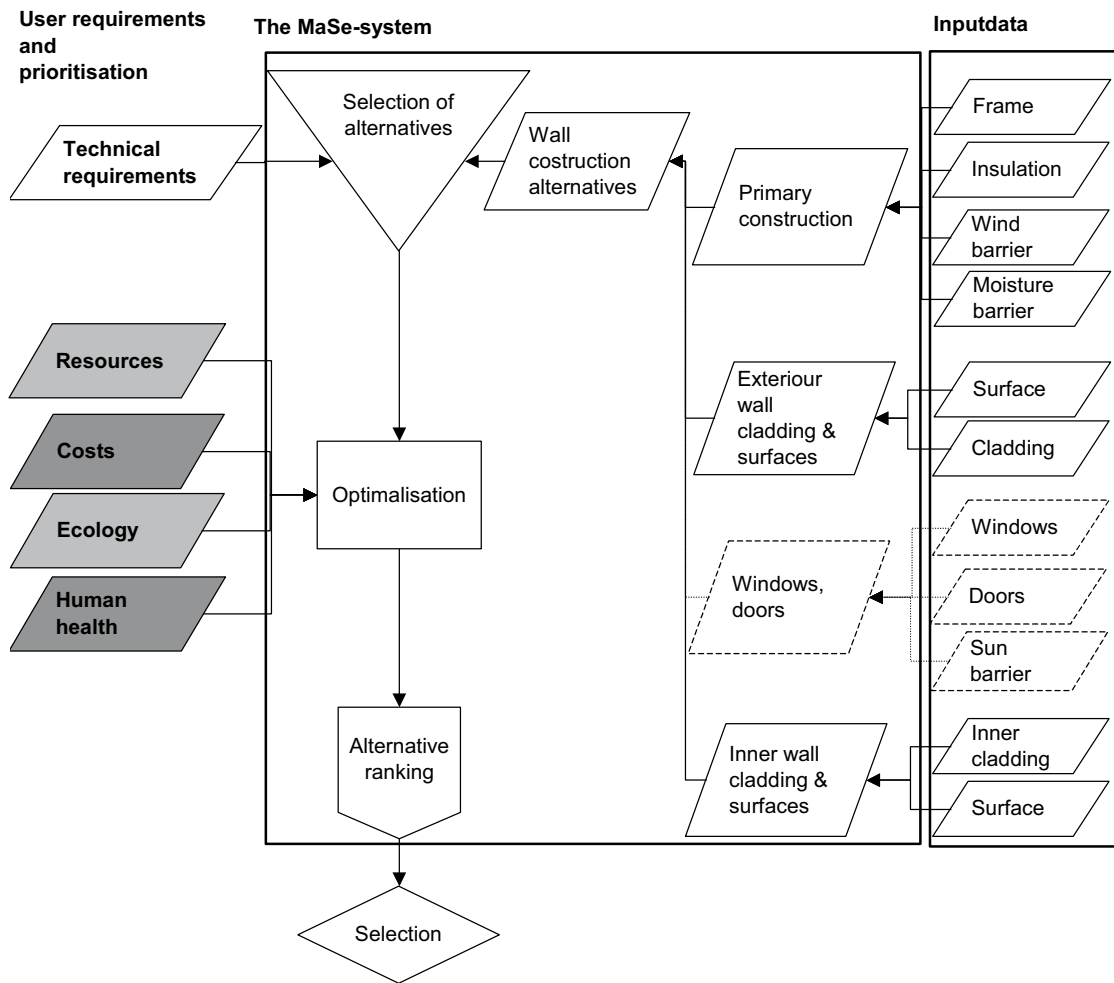 User requirements
and
prioritisation
The MaSe-system
Inputdata
Selection of
alternatives
Technical
requirements
Wall
costruction
alternatives
Primary
construction
Frame
Insulation
Wind
barrier
Moisture
barrier
Resources
Costs
Ecology
Human
health
Optimalisation
Exteriour
wall
cladding &
surfaces
Surface
Cladding
Windows,
doors
Windows
Doors
Sun
barrier
Alternative
ranking
Inner wall
cladding &
surfaces
Inner
cladding
Surface
Selection